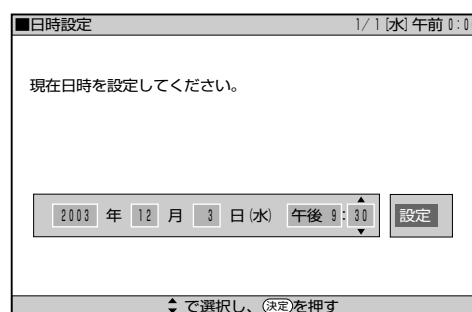 ■日時設定 1/1[水]午前0:0
現在日時を設定してください。
2003 年 12 月 3 日(水) 午後 9:30 設定
で選択し、決定を押す